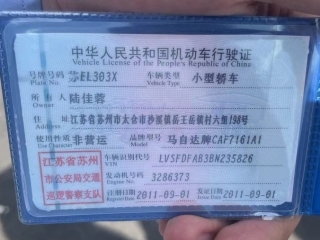 中华人民共和国机动车行驶证
Vehicle License of the People's Republic of China
号牌号码 苏EL303X 车辆类型 小型轿车
Vehicle Type
所有人 陆佳蓉
Owner
住址 江苏省苏州市太仓市沙溪镇岳王岳镇村六组198号
Address
使用性质 非营运 品牌型号 马自达牌CAF7161A1
Use Character Model
江苏省苏州市公安局交通巡逻警察支队
车辆识别代号 LVSFDFAB3BN235826
VIN
发动机号码 3286373
Engine No.
注册日期 2011-09-01 发证日期 2011-09-01
Register Date Issue Date